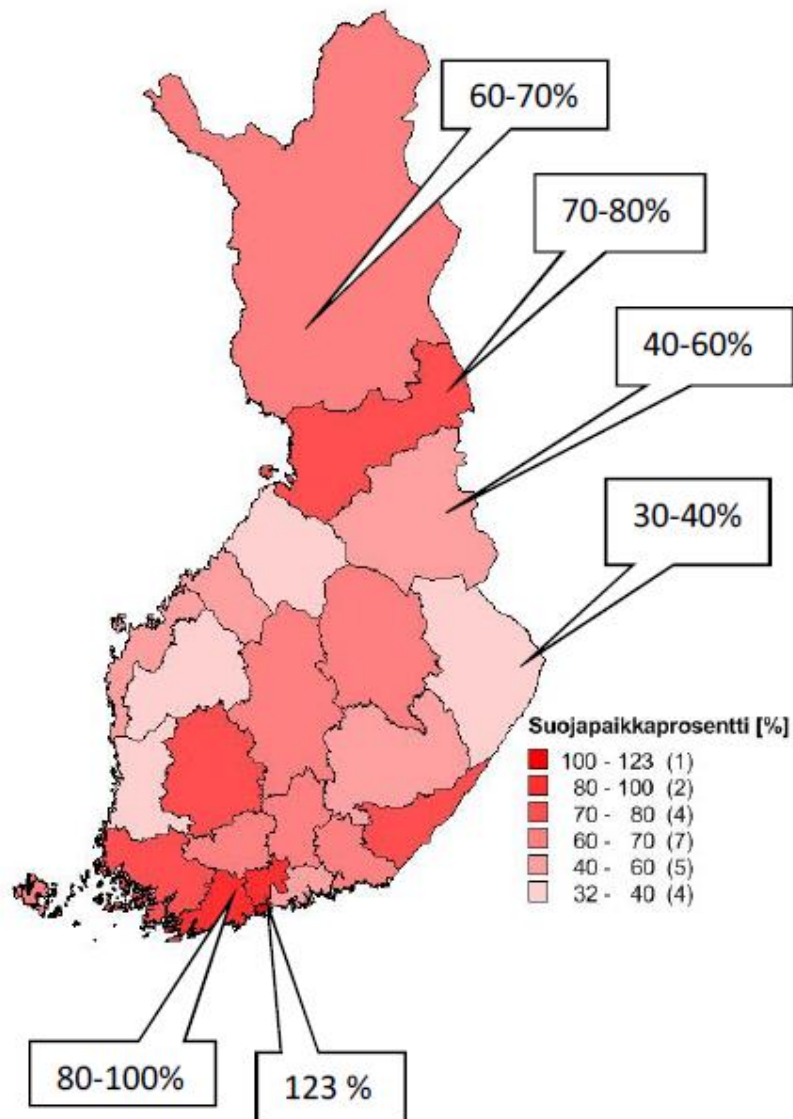 60-70%
70-80%
40-60%
30-40%
Suojapaikkaprosentti [%]
100 - 123 (1)
80 - 100 (2)
70 - 80 (4)
60 - 70 (7)
40 - 60 (5)
32 - 40 (4)
80-100%
123 %